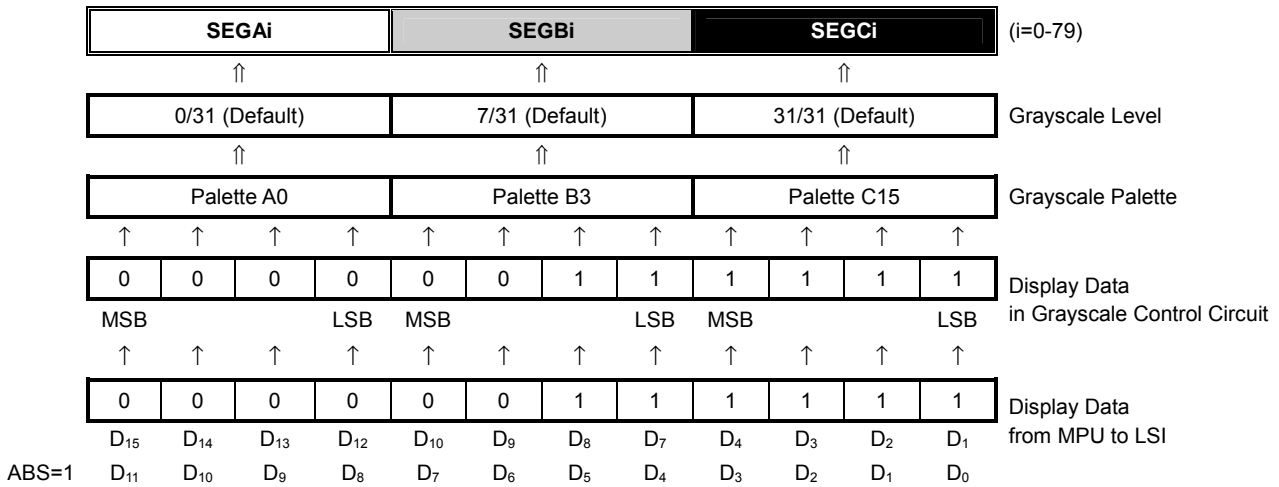 SEGAi SEGBi SEGCi (i=0-79)
⇑ ⇑ ⇑
0/31 (Default) 7/31 (Default) 31/31 (Default) Grayscale Level
⇑ ⇑ ⇑
Palette A0 Palette B3 Palette C15 Grayscale Palette
↑ ↑ ↑ ↑ ↑ ↑ ↑ ↑ ↑ ↑ ↑ ↑
0 0 0 0 0 0 1 1 1 1 1 1 Display Data
MSB LSB MSB LSB MSB LSB in Grayscale Control Circuit
↑ ↑ ↑ ↑ ↑ ↑ ↑ ↑ ↑ ↑ ↑ ↑
0 0 0 0 0 0 1 1 1 1 1 1 Display Data
D₁₅ D₁₄ D₁₃ D₁₂ D₁₀ D₉ D₈ D₇ D₄ D₃ D₂ D₁ from MPU to LSI
ABS=1 D₁₁ D₁₀ D₉ D₈ D₇ D₆ D₅ D₄ D₃ D₂ D₁ D₀